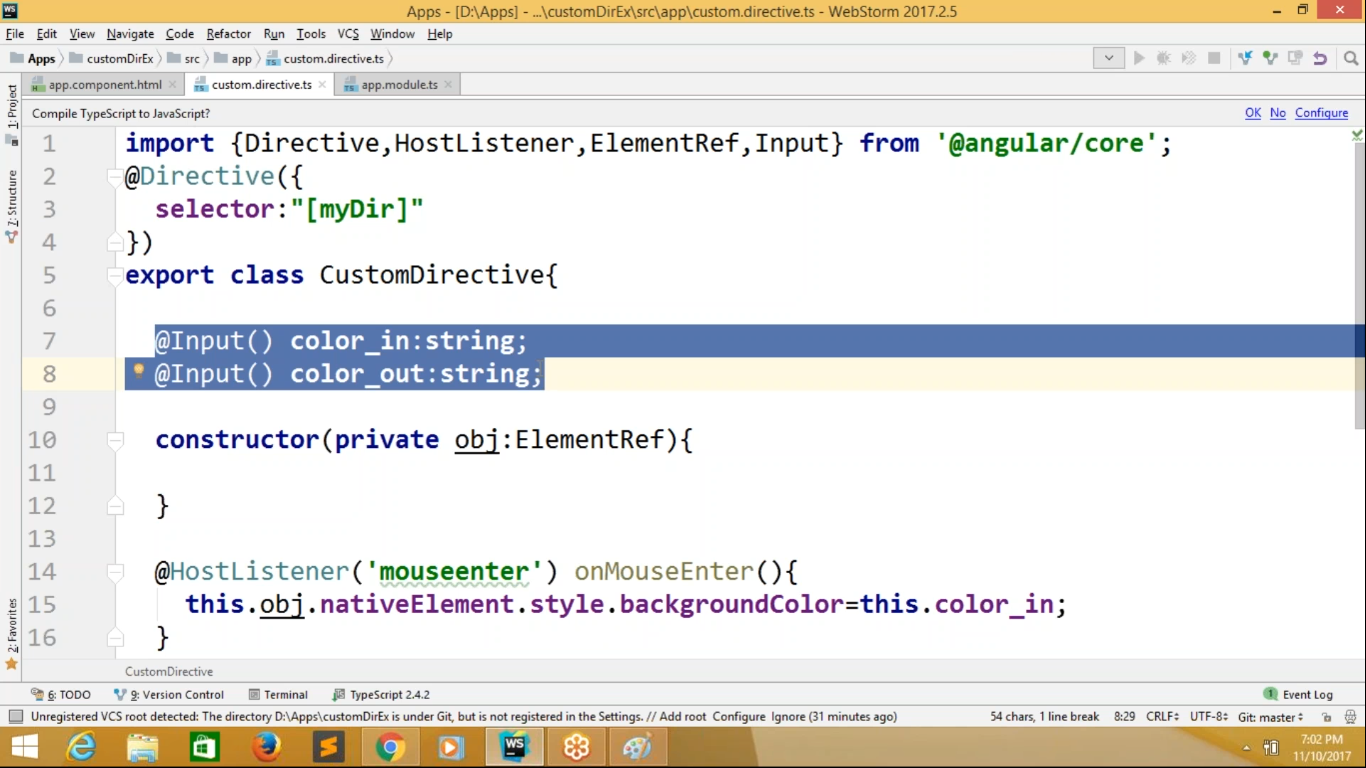 WS
Apps - [D:\Apps] - ...\customDirEx\src\app\custom.directive.ts - WebStorm 2017.2.5
File Edit View Navigate Code Refactor Run Tools VCS Window Help
Apps customDirEx src app custom.directive.ts
app.component.html custom.directive.ts app.module.ts
Compile TypeScript to JavaScript? OK No Configure
1: Project
7: Structure
2: Favorites
1 import {Directive,HostListener,ElementRef,Input} from '@angular/core';
2 @Directive({
3 selector:"[myDir]"
4 })
5 export class CustomDirective{
6
7 @Input() color_in:string;
8 @Input() color_out:string;
9
10 constructor(private obj:ElementRef){
11
12 }
13
14 @HostListener('mouseenter') onMouseEnter(){
15 this.obj.nativeElement.style.backgroundColor=this.color_in;
16 }
CustomDirective
6: TODO 9: Version Control Terminal TypeScript 2.4.2 1 Event Log
Unregistered VCS root detected: The directory D:\Apps\customDirEx is under Git, but is not registered in the Settings. // Add root Configure Ignore (31 minutes ago) 54 chars, 1 line break 8:29 CRLF UTF-8 Git: master
WS
7:02 PM
11/10/2017